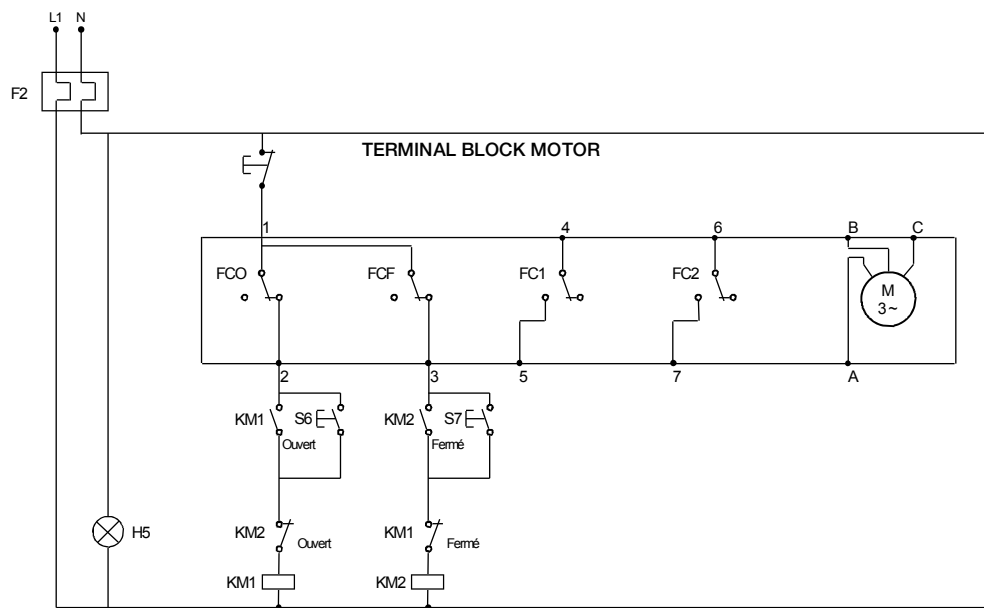 L1 N
F2
TERMINAL BLOCK MOTOR
1 4 6 B C
FCO FCF FC1 FC2 M
3~
2 3 5 7 A
KM1 S6 KM2 S7
Ouvert Fermé
KM2 KM1
H5 Ouvert Fermé
KM1 KM2